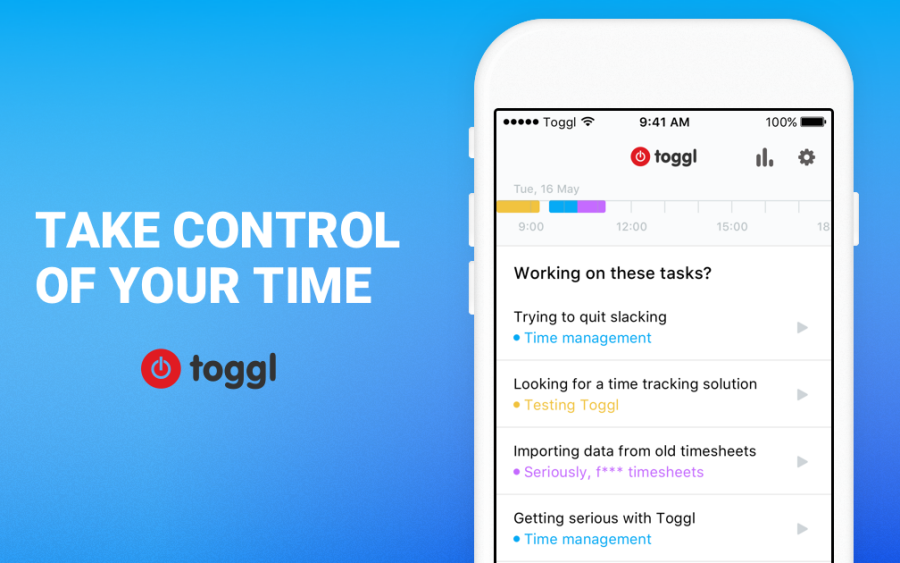 TAKE CONTROL
OF YOUR TIME
toggl
Toggl 9:41 AM 100%
toggl
Tue, 16 May
9:00 12:00 15:00 18
Working on these tasks?
Trying to quit slacking
Time management
Looking for a time tracking solution
Testing Toggl
Importing data from old timesheets
Seriously, f*** timesheets
Getting serious with Toggl
Time management